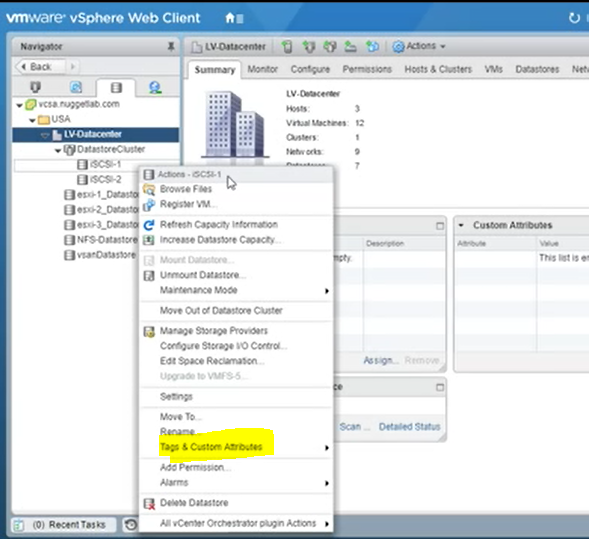 vmware® vSphere Web Client
Navigator
Back
vcsa.nuggetlab.com
USA
LV-Datacenter
DatastoreCluster
iSCSI-1
iSCSI-2
esxi-1_Datasto
esxi-2_Datasto
esxi-3_Datasto
NFS-Datastore
vsanDatastore
LV-Datacenter
Actions
Summary Monitor Configure Permissions Hosts & Clusters VMs Datastores Netw
LV-Datacenter
Hosts: 3
Virtual Machines: 12
Clusters: 1
Networks: 9
7
Actions - iSCSI-1
Browse Files
Register VM...
Refresh Capacity Information
Increase Datastore Capacity...
Mount Datastore...
Unmount Datastore...
Maintenance Mode
Move Out of Datastore Cluster
Manage Storage Providers
Configure Storage I/O Control...
Edit Space Reclamation...
Upgrade to VMFS-5...
Settings
Move To...
Rename...
Tags & Custom Attributes
Add Permission...
Alarms
Delete Datastore
All vCenter Orchestrator plugin Actions
Description
mpty.
Assign... Remove...
ce
Scan ... Detailed Status
Custom Attributes
Attribute Value
This list is e
(0) Recent Tasks